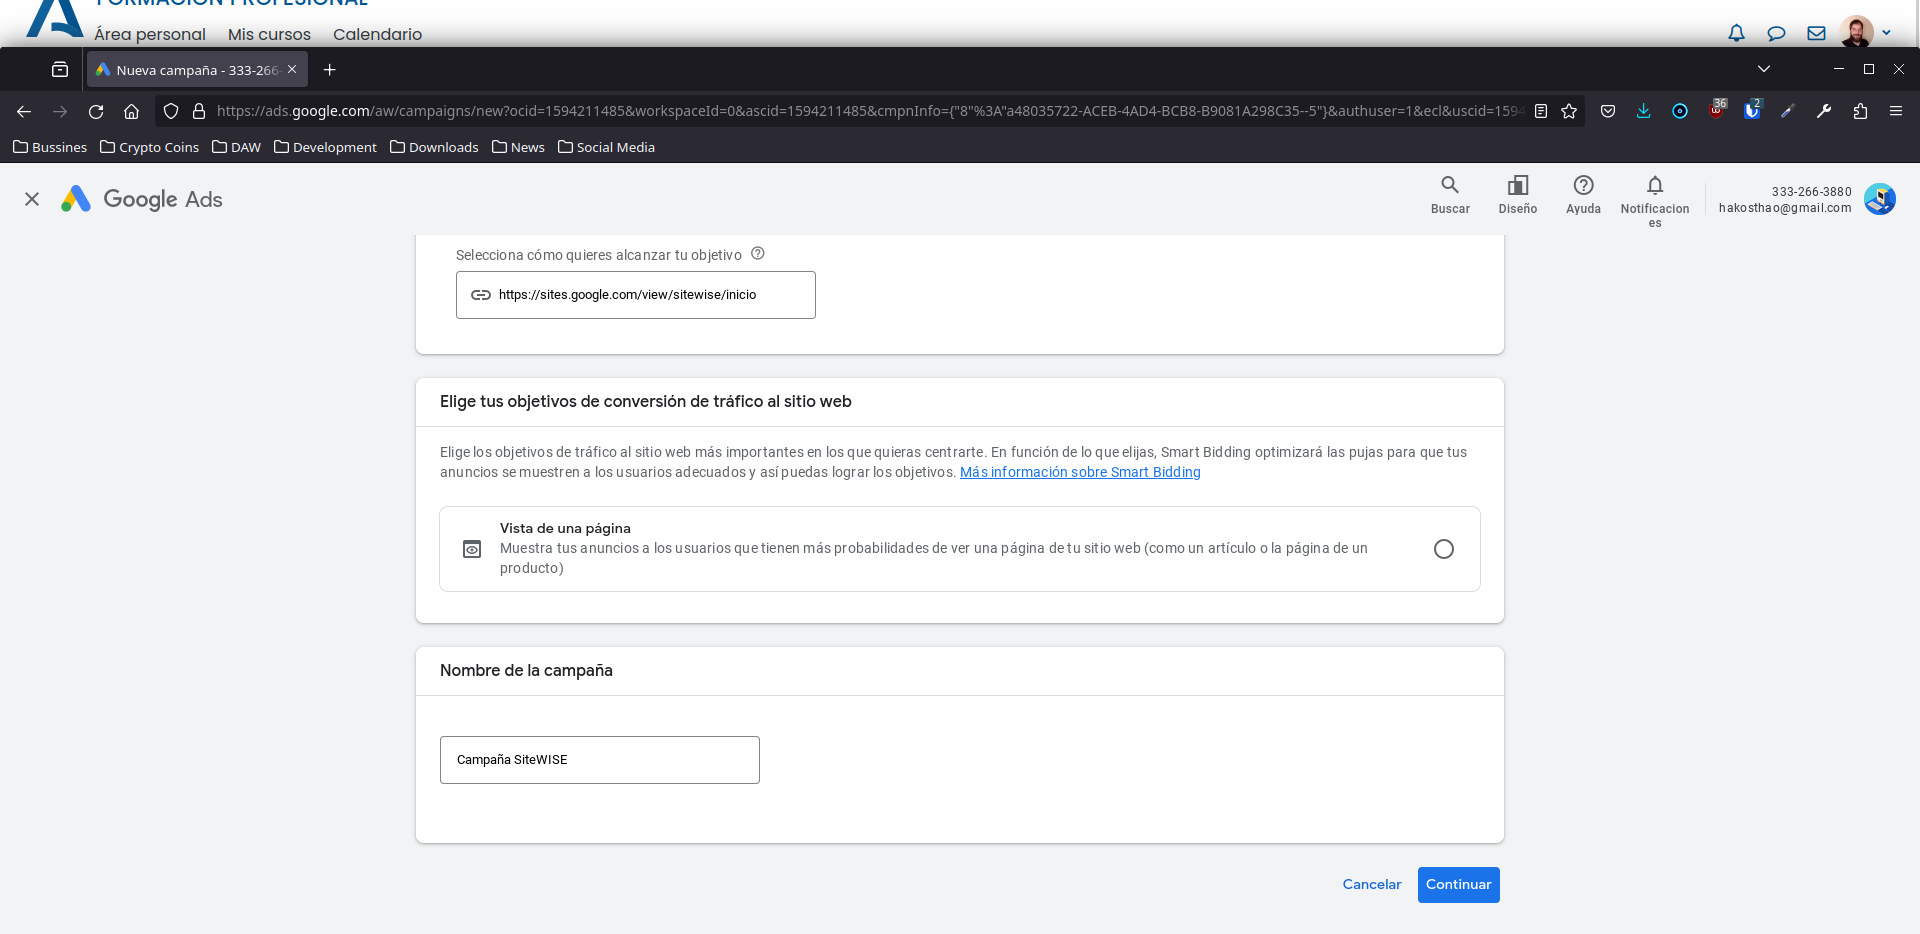 FORMACIÓN PROFESIONAL
Área personal Mis cursos Calendario
Nueva campaña - 333-266-
https://ads.google.com/aw/campaigns/new?ocid=1594211485&workspaceId=0&ascid=1594211485&cmpnInfo={"8"%3A"a48035722-ACEB-4AD4-BCB8-B9081A298C35--5"}&authuser=1&ecl&uscid=1594
36
2
Bussines Crypto Coins DAW Development Downloads News Social Media
Google Ads
Buscar
Diseño
Ayuda
Notificacion
es
333-266-3880
hakosthao@gmail.com
Selecciona cómo quieres alcanzar tu objetivo
https://sites.google.com/view/sitewise/inicio
Elige tus objetivos de conversión de tráfico al sitio web
Elige los objetivos de tráfico al sitio web más importantes en los que quieras centrarte. En función de lo que elijas, Smart Bidding optimizará las pujas para que tus
anuncios se muestren a los usuarios adecuados y así puedas lograr los objetivos. Más información sobre Smart Bidding
Vista de una página
Muestra tus anuncios a los usuarios que tienen más probabilidades de ver una página de tu sitio web (como un artículo o la página de un
producto)
Nombre de la campaña
Campaña SiteWISE
Cancelar Continuar